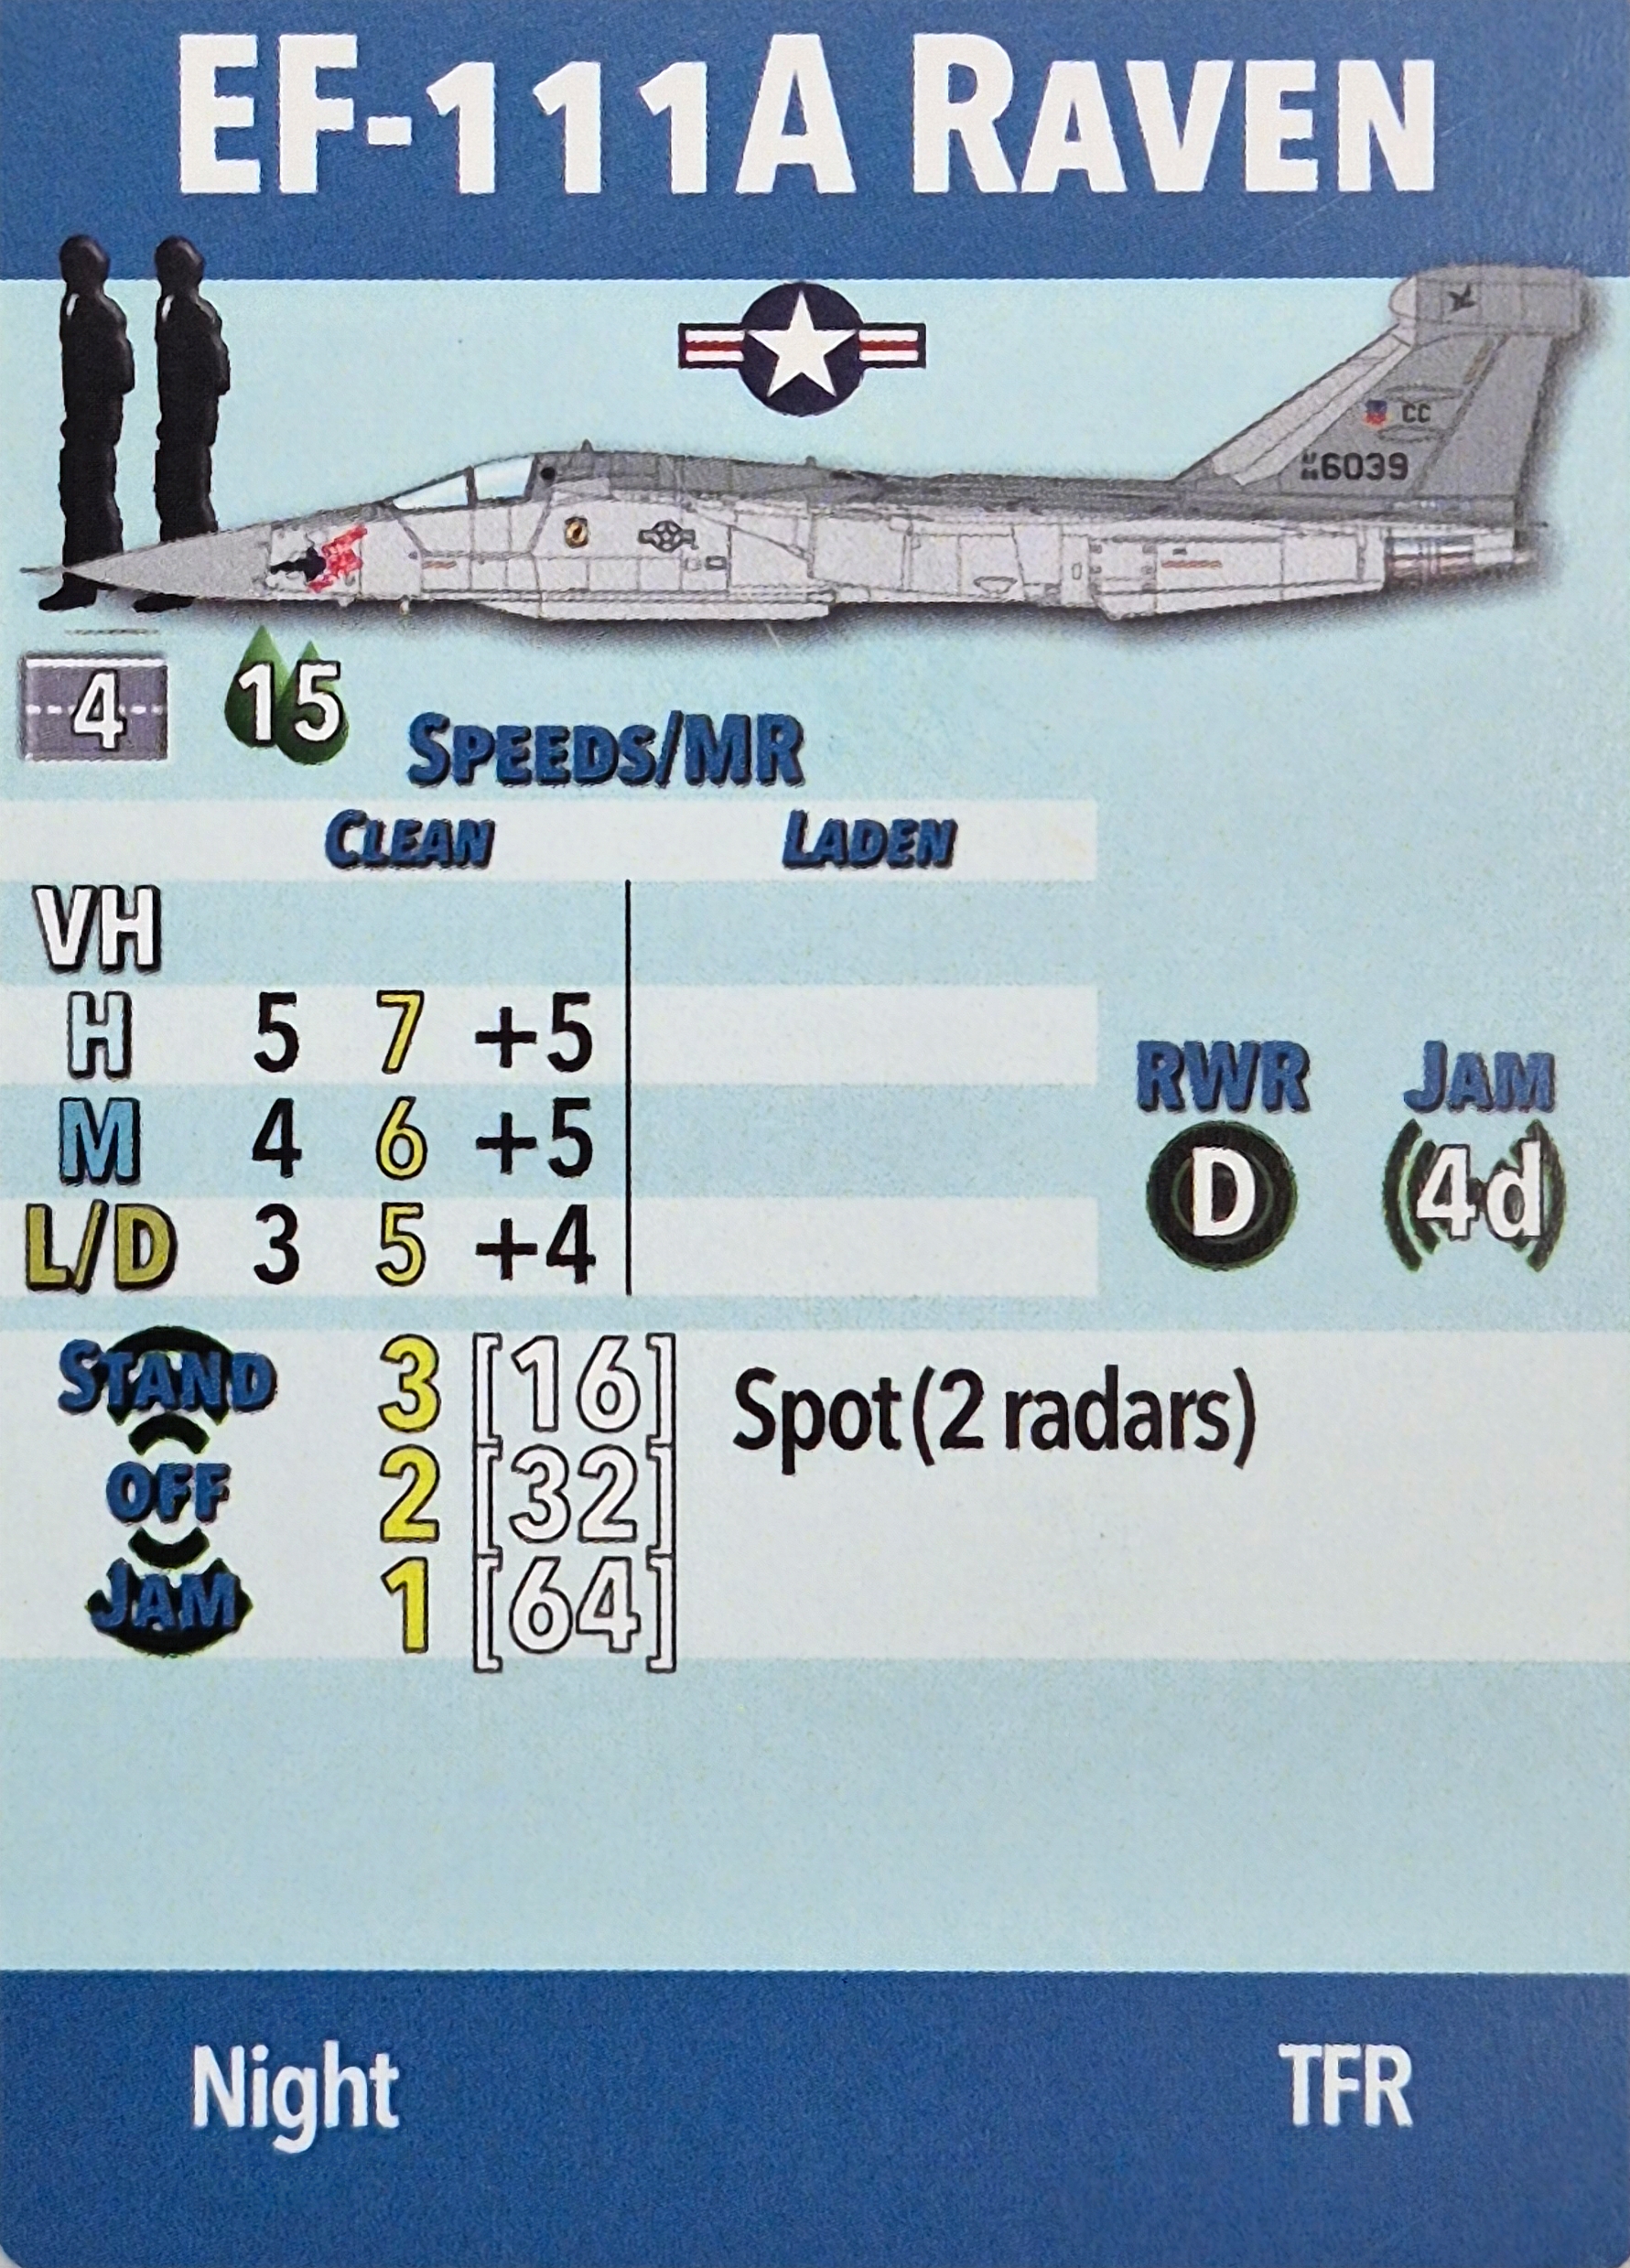 EF-111A RAVEN
CC
6039
4 15
SPEEDS/MR
CLEAN LADEN
VH
H 5 7 +5
M 4 6 +5
L/D 3 5 +4
RWR JAM
D (4d)
STAND OFF JAM
3 [16] Spot (2 radars)
2 [32]
1 [64]
Night TFR